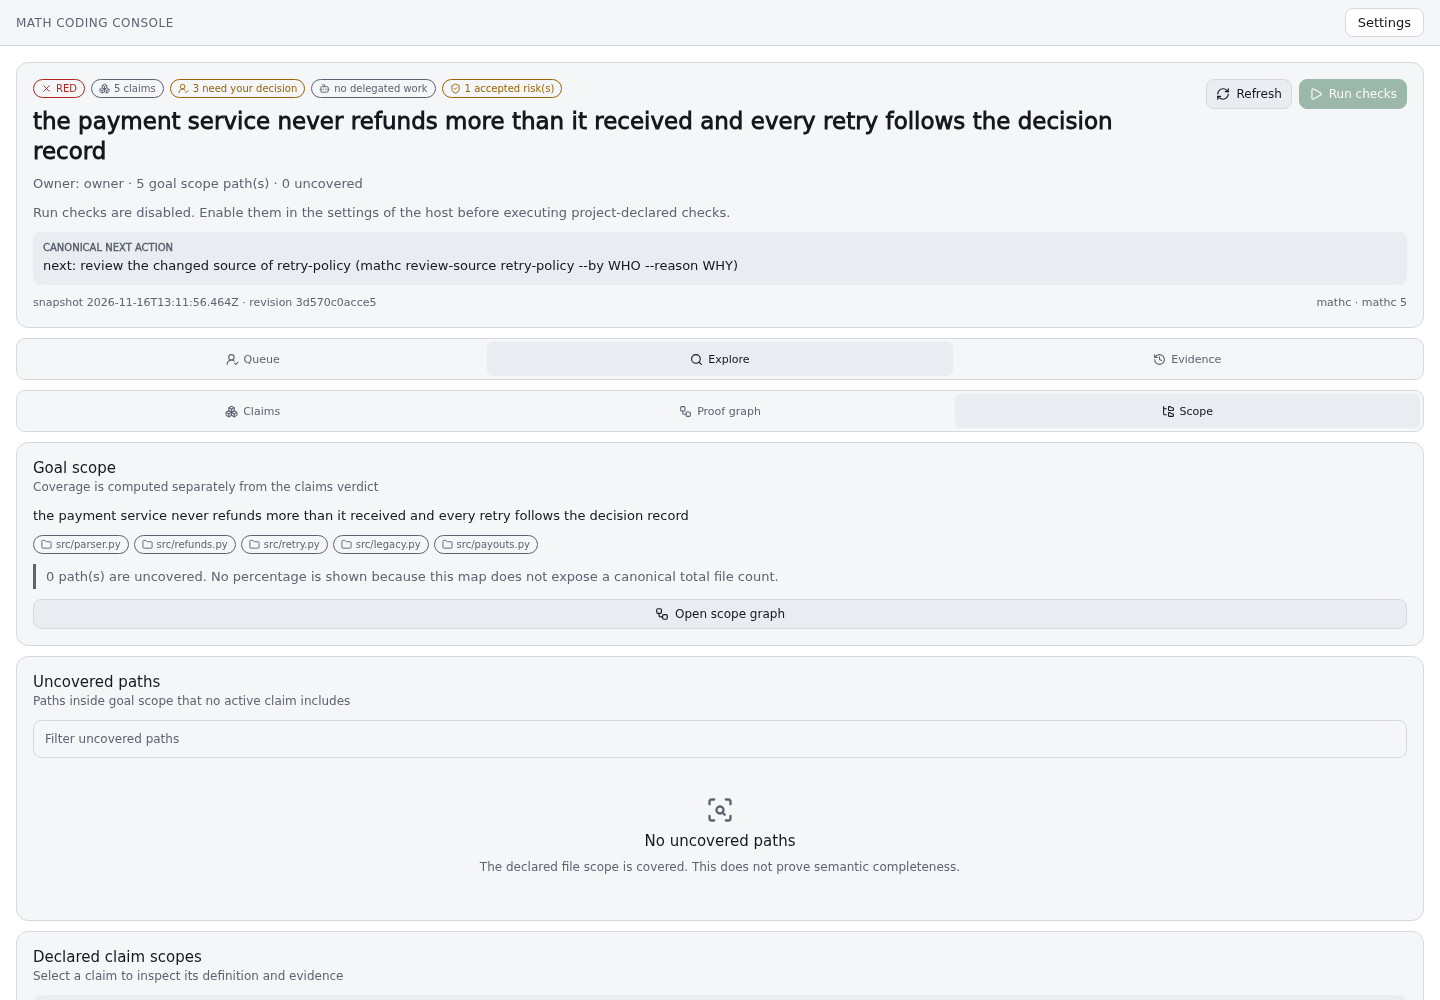 MATH CODING CONSOLE
Settings
RED
5 claims
3 need your decision
no delegated work
1 accepted risk(s)
Refresh
Run checks
the payment service never refunds more than it received and every retry follows the decision
record
Owner: owner · 5 goal scope path(s) · 0 uncovered
Run checks are disabled. Enable them in the settings of the host before executing project-declared checks.
CANONICAL NEXT ACTION
next: review the changed source of retry-policy (mathc review-source retry-policy --by WHO --reason WHY)
snapshot 2026-11-16T13:11:56.464Z · revision 3d570c0acce5
mathc · mathc 5
Queue
Explore
Evidence
Claims
Proof graph
Scope
Goal scope
Coverage is computed separately from the claims verdict
the payment service never refunds more than it received and every retry follows the decision record
src/parser.py
src/refunds.py
src/retry.py
src/legacy.py
src/payouts.py
0 path(s) are uncovered. No percentage is shown because this map does not expose a canonical total file count.
Open scope graph
Uncovered paths
Paths inside goal scope that no active claim includes
Filter uncovered paths
No uncovered paths
The declared file scope is covered. This does not prove semantic completeness.
Declared claim scopes
Select a claim to inspect its definition and evidence